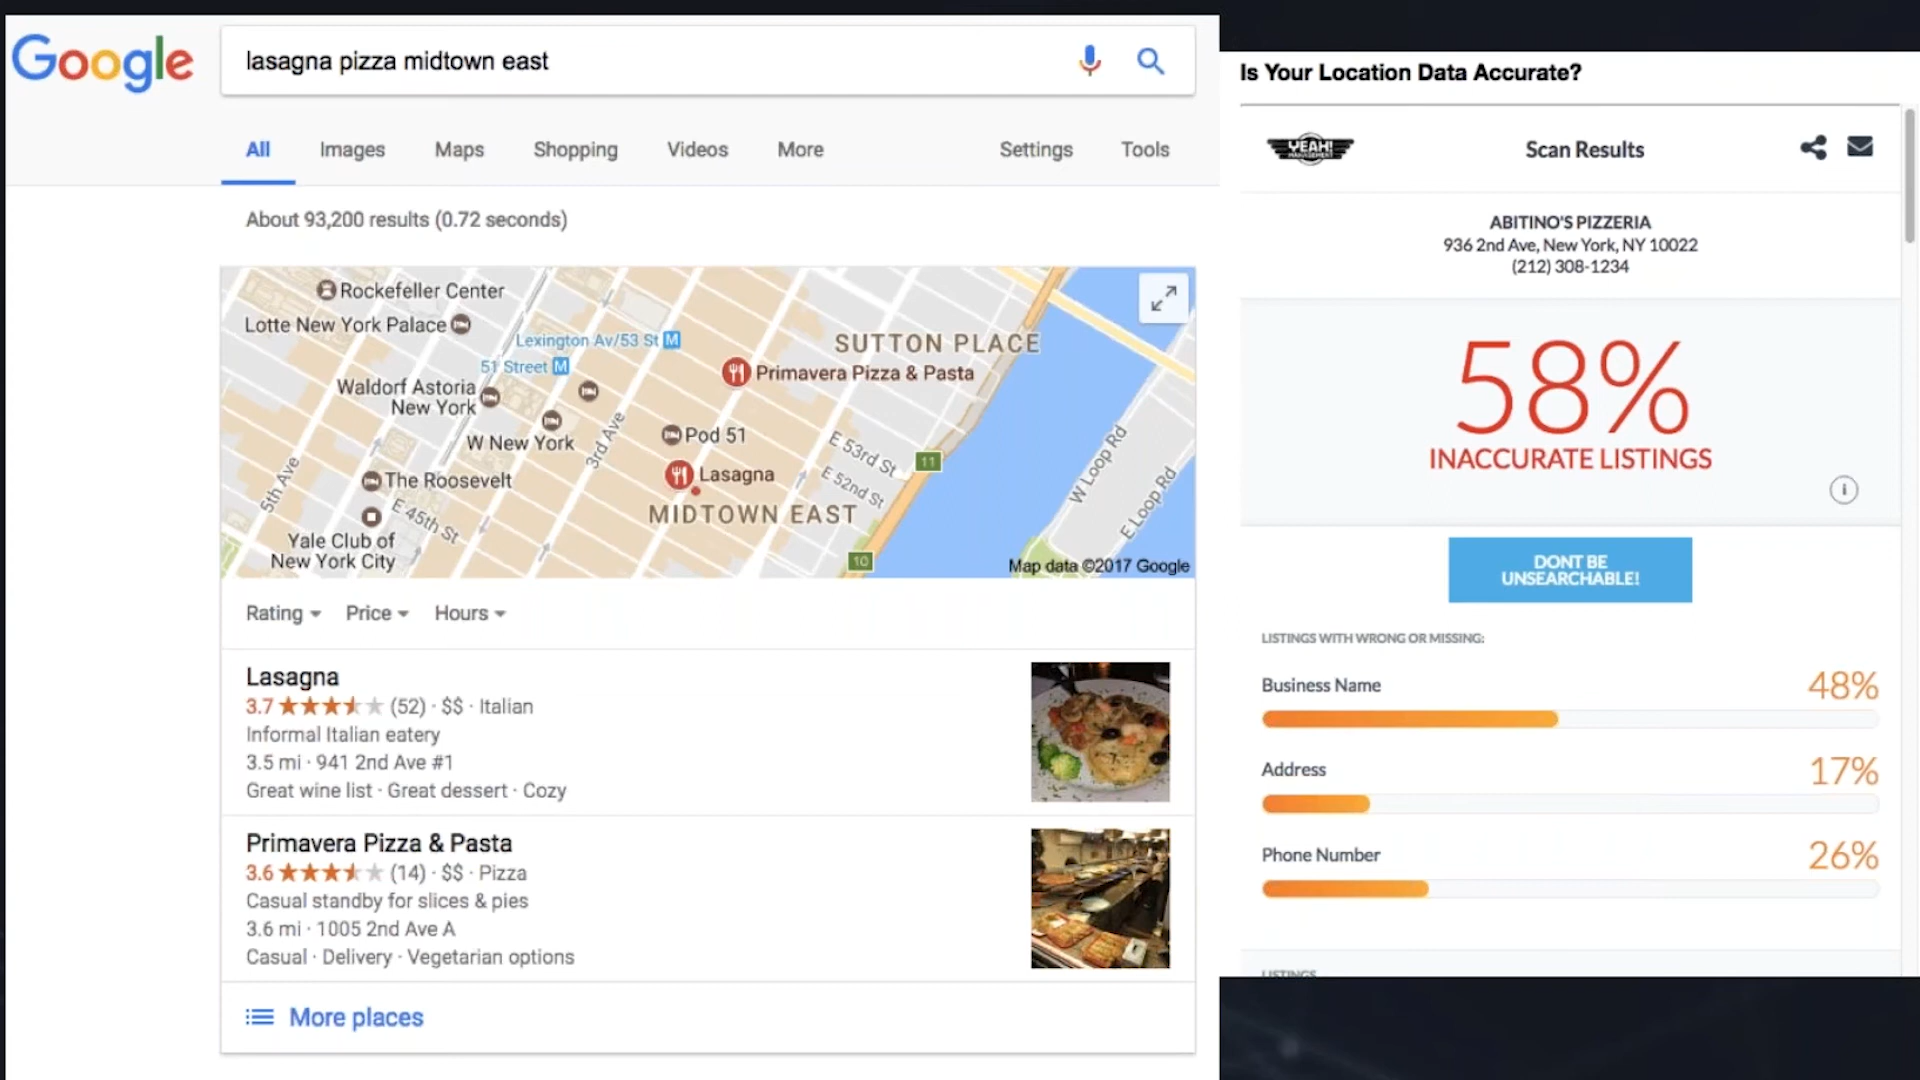 Google
lasagna pizza midtown east
All Images Maps Shopping Videos More Settings Tools
About 93,200 results (0.72 seconds)
Rockefeller Center
Lotte New York Palace
Lexington Av/53 St M
51 Street M
SUTTON PLACE
Primavera Pizza & Pasta
Waldorf Astoria
New York
W New York
3rd Ave
Pod 51
E 53rd St
11
Lasagna
E 52nd St
W Loop Rd
E Loop Rd
5th Ave
The Roosevelt
E 45th St
MIDTOWN EAST
Yale Club of
New York City
10
Map data ©2017 Google
Rating Price Hours
Lasagna
3.7 (52) · $$ · Italian
Informal Italian eatery
3.5 mi · 941 2nd Ave #1
Great wine list · Great dessert · Cozy
Primavera Pizza & Pasta
3.6 (14) · $$ · Pizza
Casual standby for slices & pies
3.6 mi · 1005 2nd Ave A
Casual · Delivery · Vegetarian options
More places
Is Your Location Data Accurate?
YEAH!
MANAGEMENT
Scan Results
ABITINO'S PIZZERIA
936 2nd Ave, New York, NY 10022
(212) 308-1234
58%
INACCURATE LISTINGS
i
DONT BE
UNSEARCHABLE!
LISTINGS WITH WRONG OR MISSING:
Business Name 48%
Address 17%
Phone Number 26%
LISTINGS